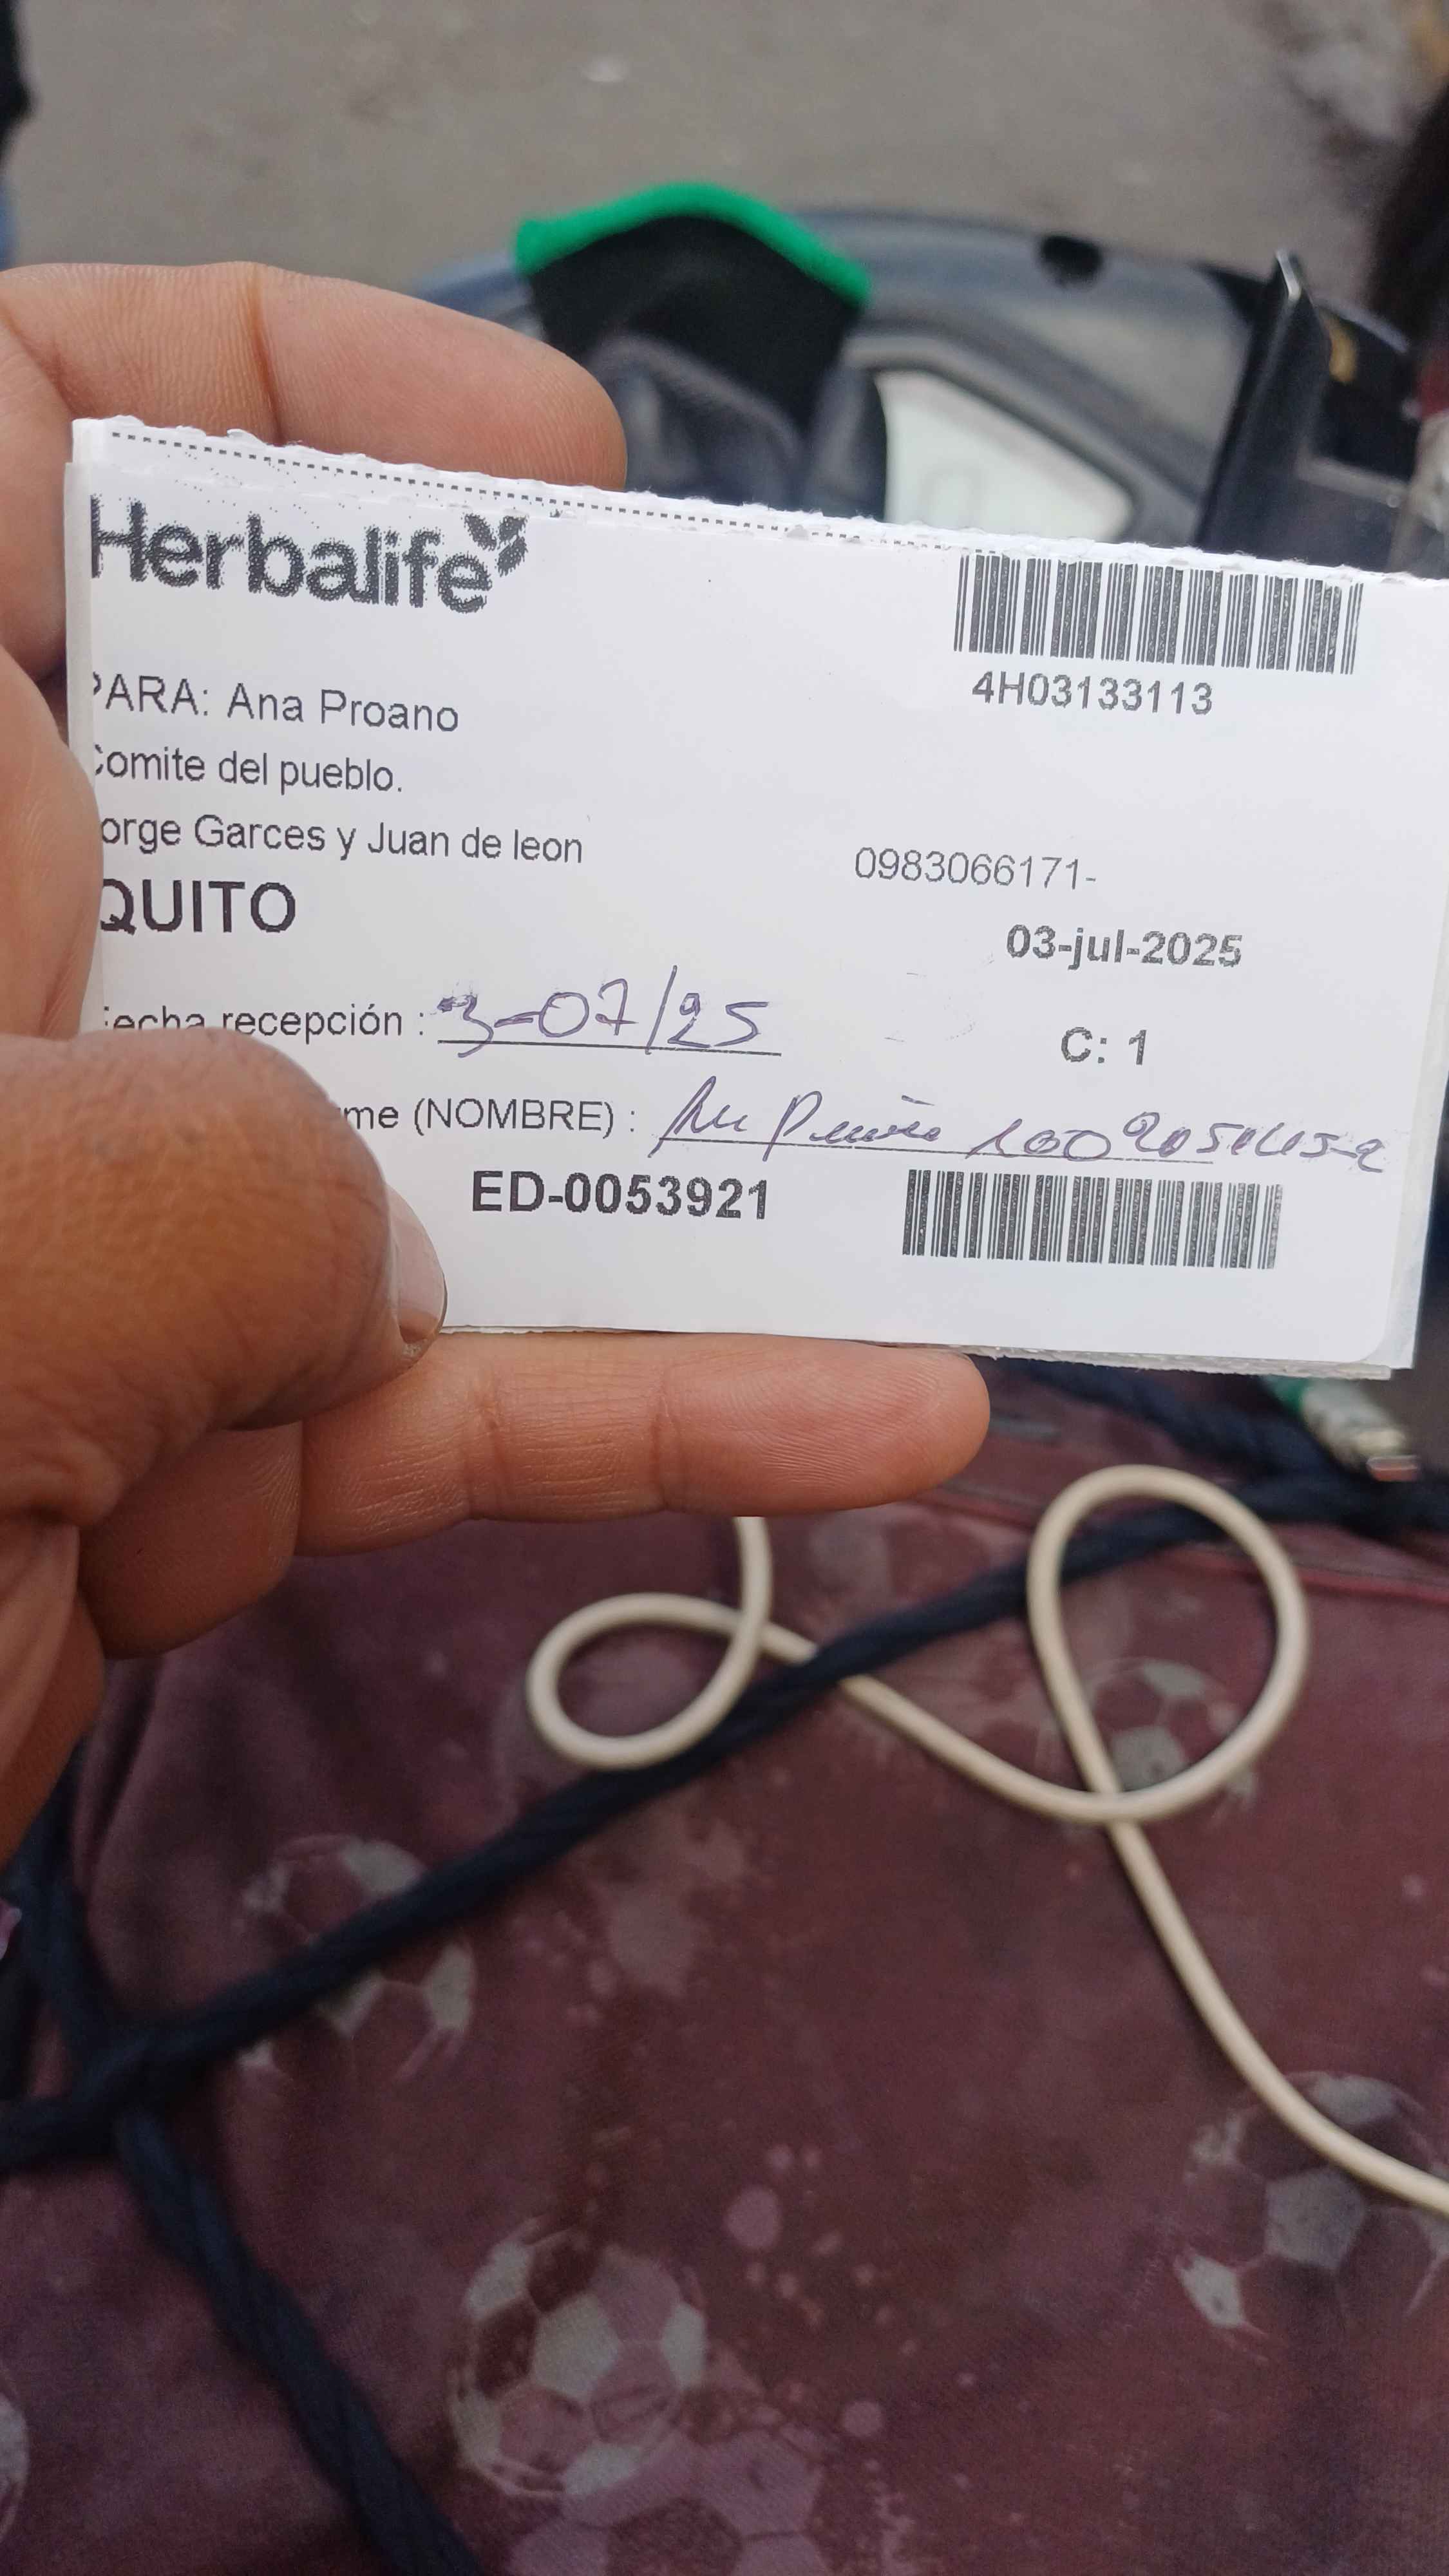 Herbalife
4H03133113
PARA: Ana Proano
Comite del pueblo.
orge Garces y Juan de leon
0983066171-
QUITO
03-jul-2025
echa recepción : 3-07/25
C: 1
me (NOMBRE) :
ED-0053921